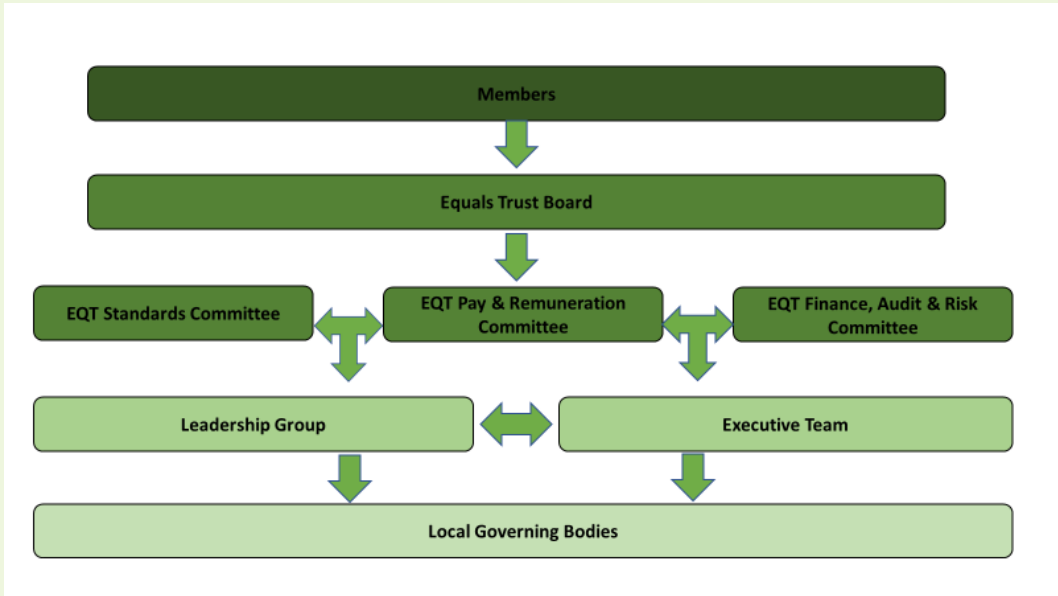 Members
Equals Trust Board
EQT Standards Committee
EQT Pay & Remuneration
Committee
EQT Finance, Audit & Risk
Committee
Leadership Group
Executive Team
Local Governing Bodies